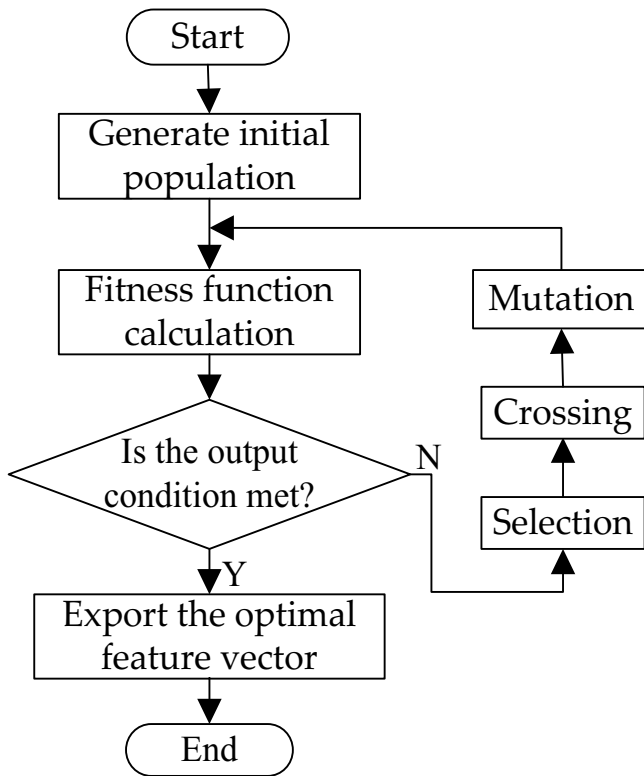 Start
Generate initial
population
Fitness function
calculation
Mutation
Crossing
Is the output
condition met?
N
Selection
Y
Export the optimal
feature vector
End